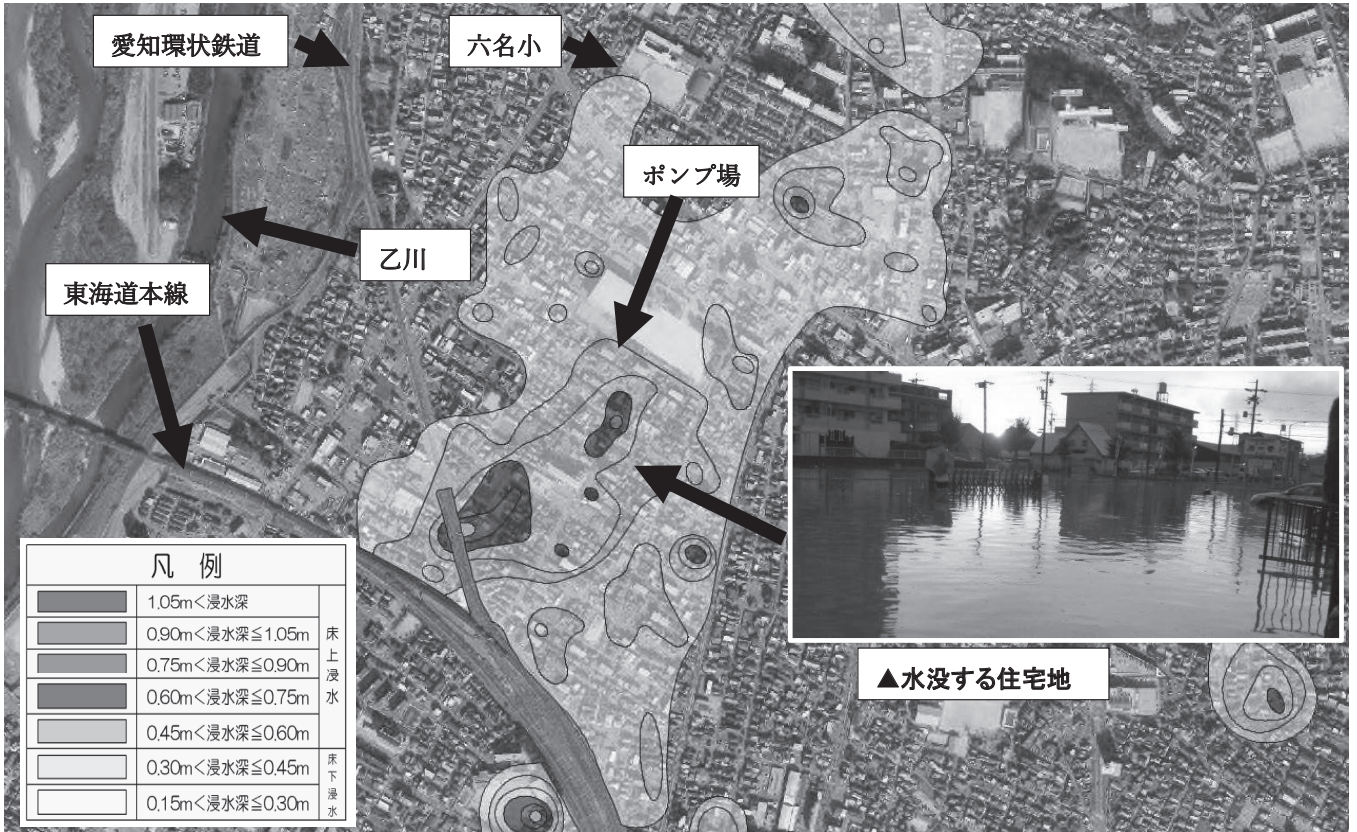 愛知環状鉄道
六名小
ポンプ場
乙川
東海道本線
凡例
1.05m<浸水深
0.90m<浸水深≦1.05m
0.75m<浸水深≦0.90m
0.60m<浸水深≦0.75m
0.45m<浸水深≦0.60m
床上浸水
0.30m<浸水深≦0.45m
0.15m<浸水深≦0.30m
床下浸水
▲水没する住宅地